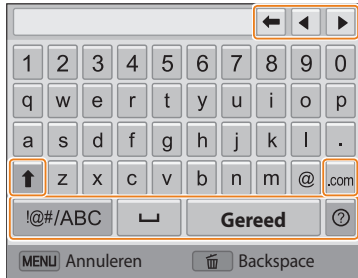 1 2 3 4 5 6 7 8 9 0
q w e r t y u i o p
a s d f g h j k l .
z x c v b n m @ .com
!@#/ABC Gereed ?
MENU Annuleren Backspace